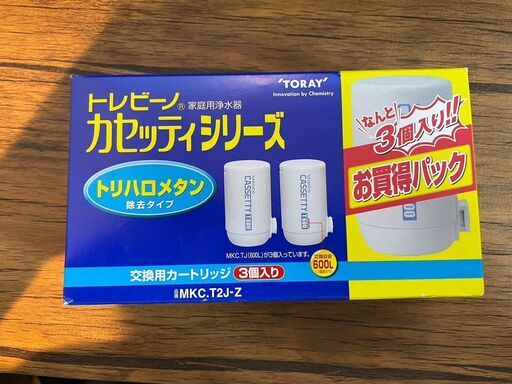 トレビーノ® 家庭用浄水器
カセッティシリーズ
"TORAY"
Innovation by Chemistry
なんと
3個入り!!
お買得パック
トリハロメタン
除去タイプ
CASSETTY
CASSETTY
MKC.TJ(600L)が3個入っています。
交換目安
600L
交換用カートリッジ 3個入り
品番 MKC.T2J-Z